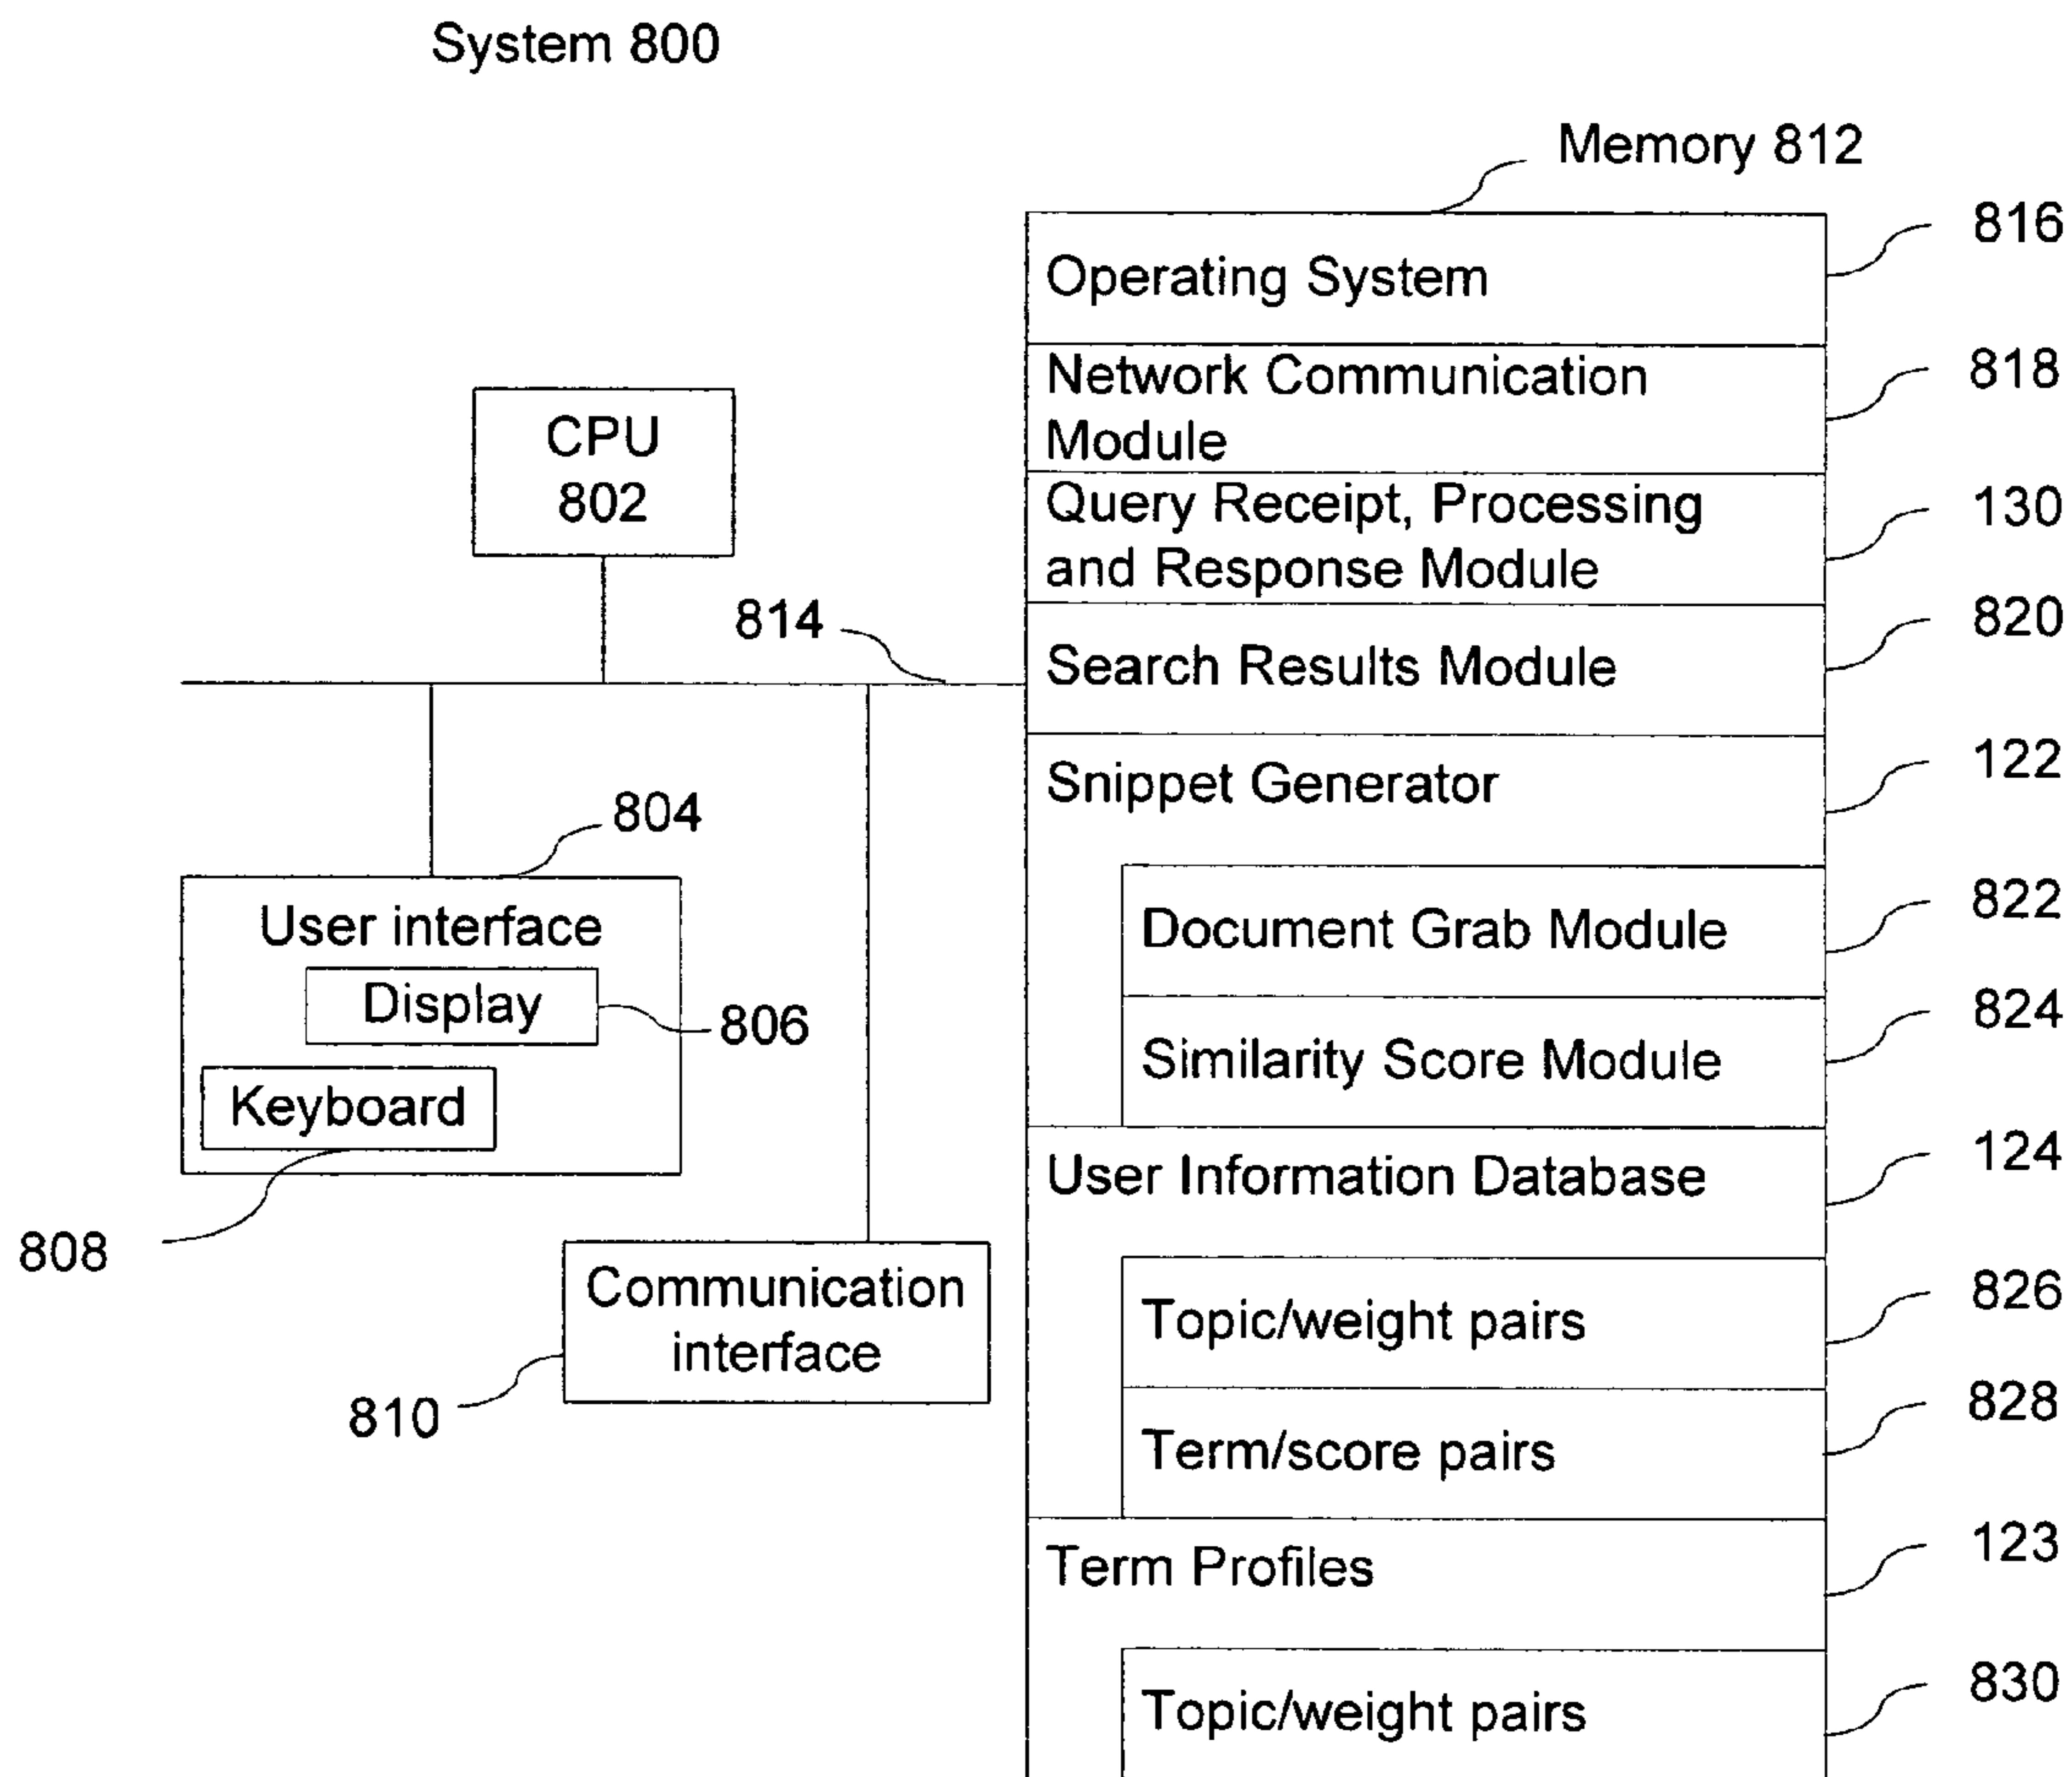 System 800
Memory 812
Operating System
816
Network Communication
Module
818
Query Receipt, Processing
and Response Module
130
Search Results Module
820
Snippet Generator
122
Document Grab Module
822
Similarity Score Module
824
User Information Database
124
Topic/weight pairs
826
Term/score pairs
828
Term Profiles
123
Topic/weight pairs
830
CPU
802
814
804
User interface
Display
806
Keyboard
808
Communication
interface
810